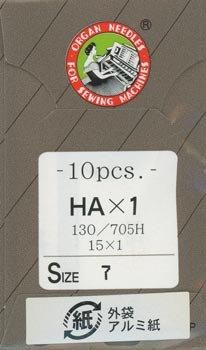 ORGAN NEEDLES
®
FOR SEWING MACHINES
-10pcs.-
HA×1
130/705H
15×1
SIZE 7
紙
外袋
アルミ紙
P